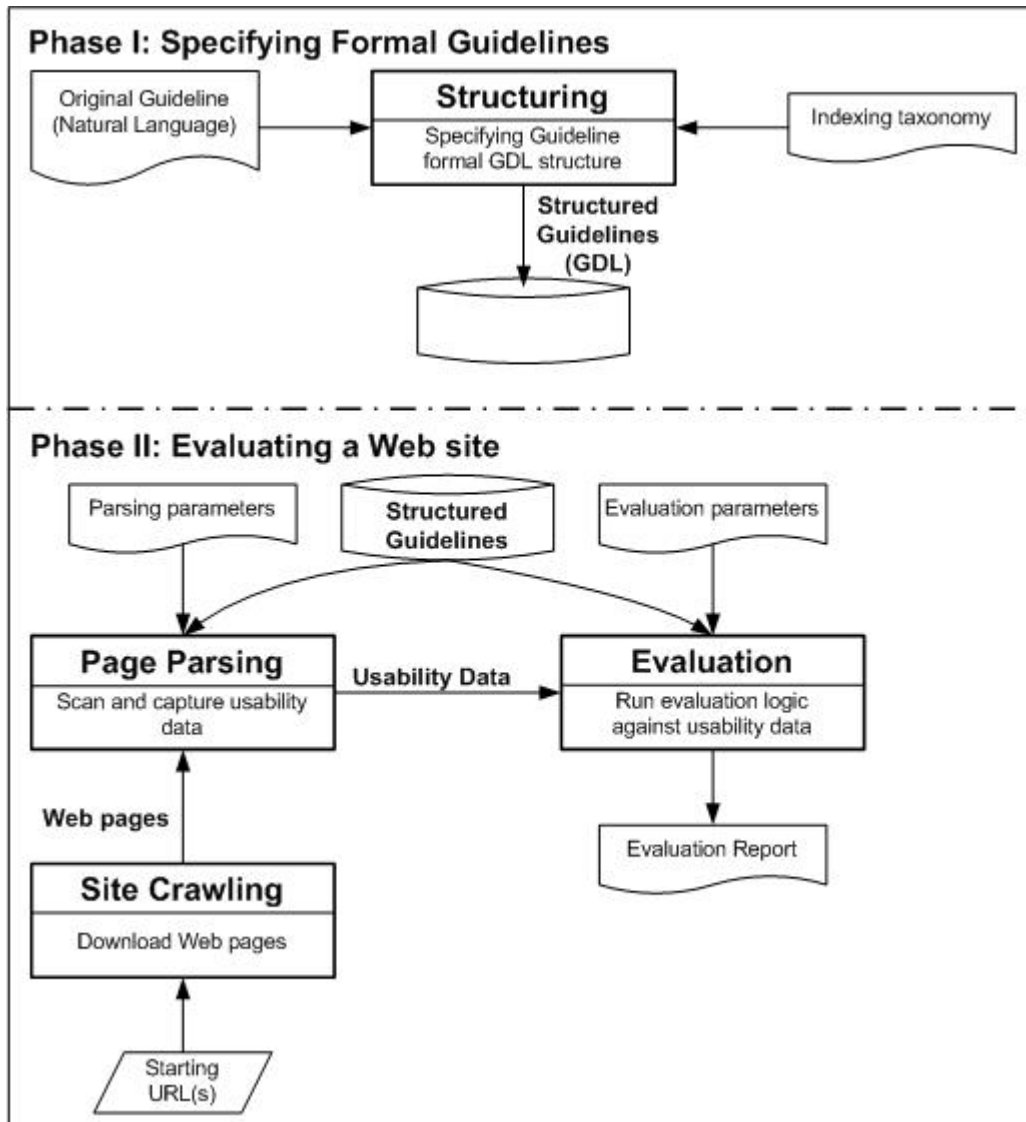 Phase I: Specifying Formal Guidelines
Original Guideline
(Natural Language)
Structuring
Specifying Guideline
formal GDL structure
Indexing taxonomy
Structured
Guidelines
(GDL)
Phase II: Evaluating a Web site
Parsing parameters
Structured
Guidelines
Evaluation parameters
Page Parsing
Scan and capture usability
data
Usability Data
Evaluation
Run evaluation logic
against usability data
Web pages
Evaluation Report
Site Crawling
Download Web pages
Starting
URL(s)